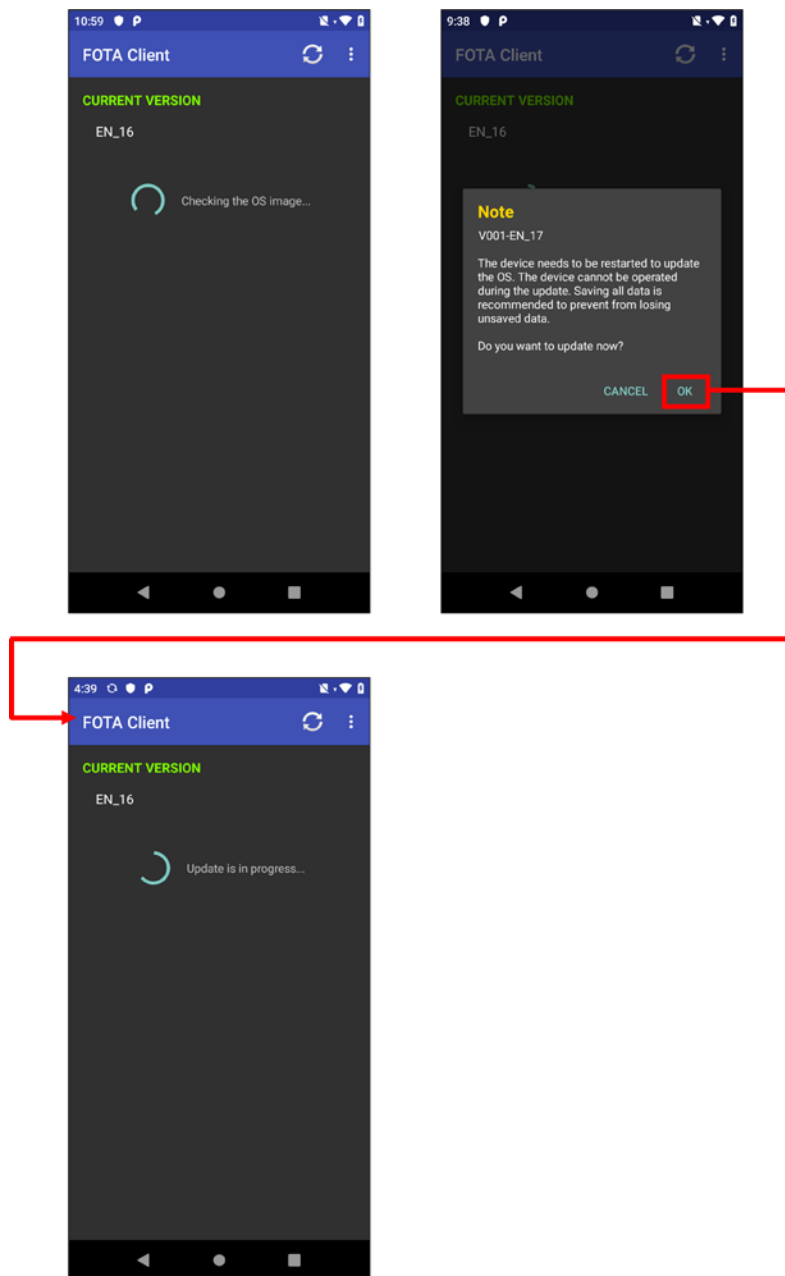 10:59
FOTA Client
CURRENT VERSION
EN_16
Checking the OS image...
9:38
FOTA Client
CURRENT VERSION
EN_16
Note
V001-EN_17
The device needs to be restarted to update
the OS. The device cannot be operated
during the update. Saving all data is
recommended to prevent from losing
unsaved data.
Do you want to update now?
CANCEL OK
4:39
FOTA Client
CURRENT VERSION
EN_16
Update is in progress...